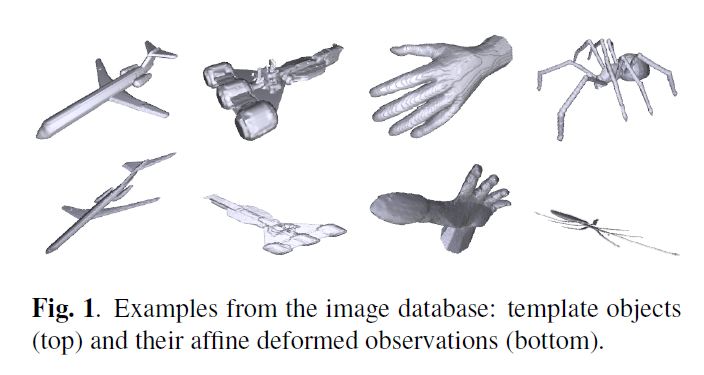 Fig. 1. Examples from the image database: template objects
(top) and their affine deformed observations (bottom).